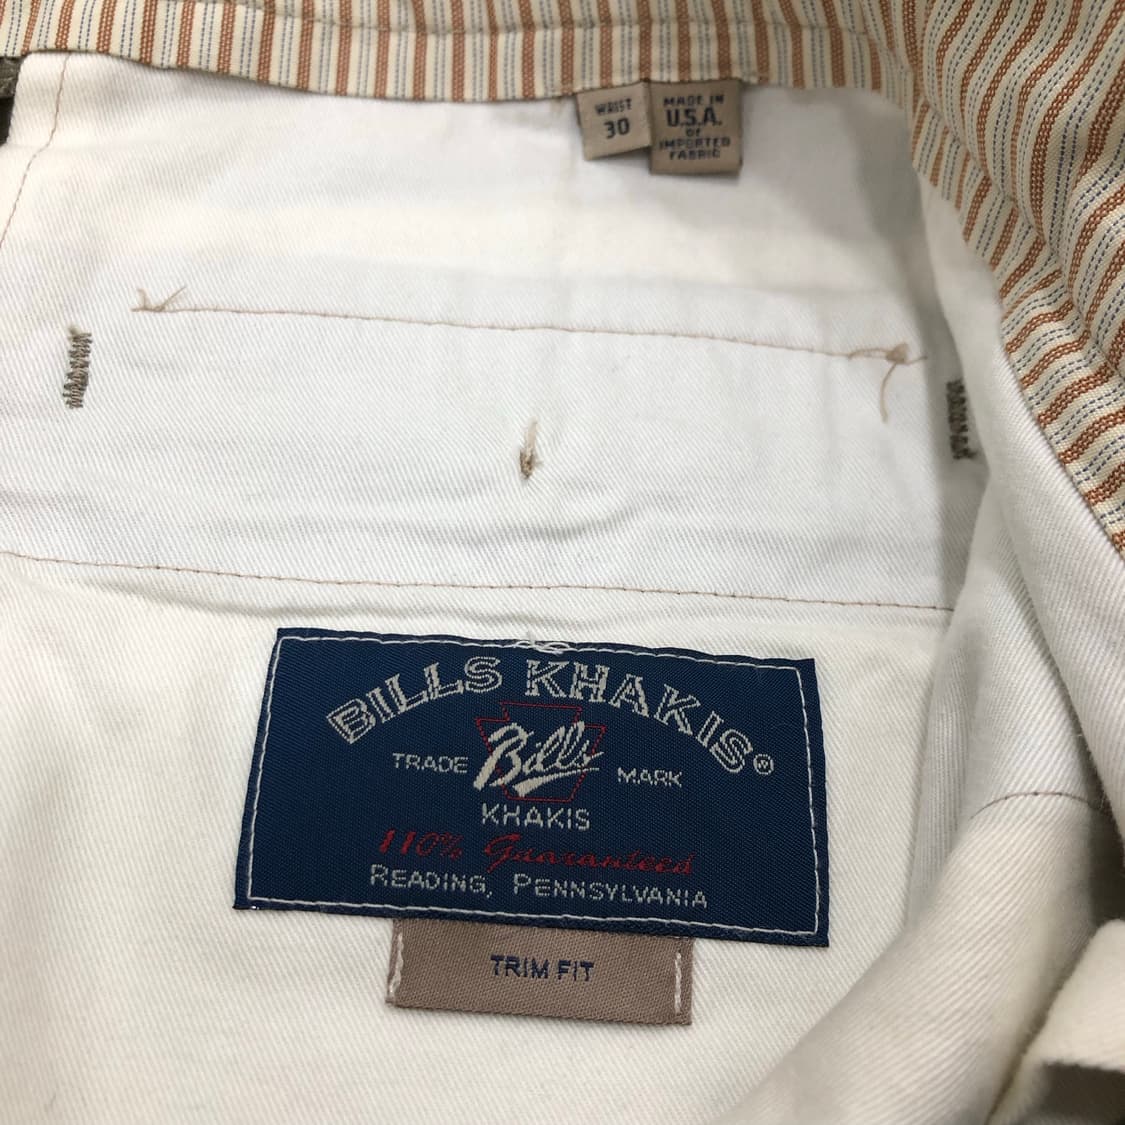 WAIST
30
MADE IN
U.S.A.
OF
IMPORTED
FABRIC
BILLS KHAKIS®
TRADE Bills MARK
KHAKIS
110% Guaranteed
READING, PENNSYLVANIA
TRIM FIT